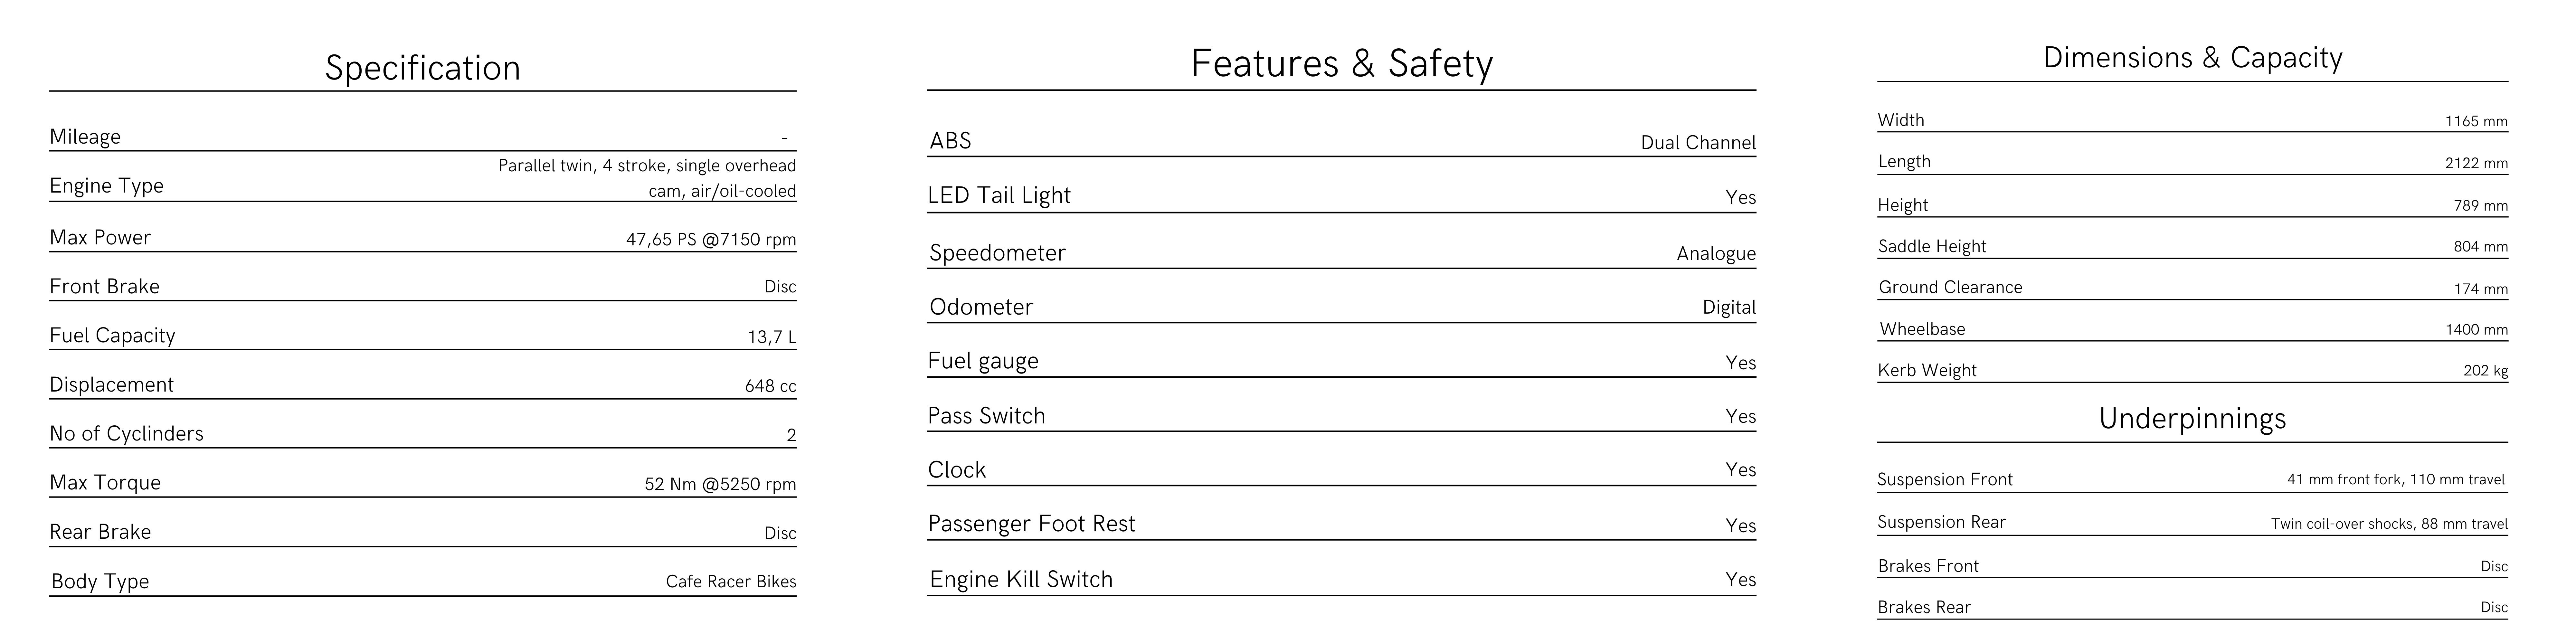 Specification
Mileage -
Engine Type Parallel twin, 4 stroke, single overhead
cam, air/oil-cooled
Max Power 47,65 PS @7150 rpm
Front Brake Disc
Fuel Capacity 13,7 L
Displacement 648 cc
No of Cyclinders 2
Max Torque 52 Nm @5250 rpm
Rear Brake Disc
Body Type Cafe Racer Bikes
Features & Safety
ABS Dual Channel
LED Tail Light Yes
Speedometer Analogue
Odometer Digital
Fuel gauge Yes
Pass Switch Yes
Clock Yes
Passenger Foot Rest Yes
Engine Kill Switch Yes
Dimensions & Capacity
Width 1165 mm
Length 2122 mm
Height 789 mm
Saddle Height 804 mm
Ground Clearance 174 mm
Wheelbase 1400 mm
Kerb Weight 202 kg
Underpinnings
Suspension Front 41 mm front fork, 110 mm travel
Suspension Rear Twin coil-over shocks, 88 mm travel
Brakes Front Disc
Brakes Rear Disc